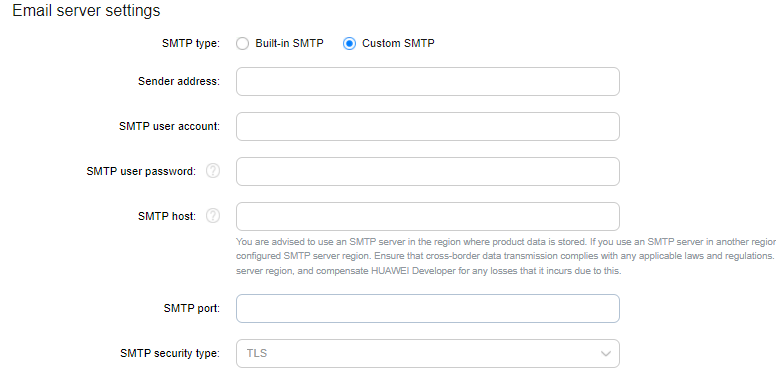 Email server settings
SMTP type: Built-in SMTP Custom SMTP
Sender address:
SMTP user account:
SMTP user password: ?
SMTP host: ?
You are advised to use an SMTP server in the region where product data is stored. If you use an SMTP server in another region
configured SMTP server region. Ensure that cross-border data transmission complies with any applicable laws and regulations.
server region, and compensate HUAWEI Developer for any losses that it incurs due to this.
SMTP port:
SMTP security type: TLS